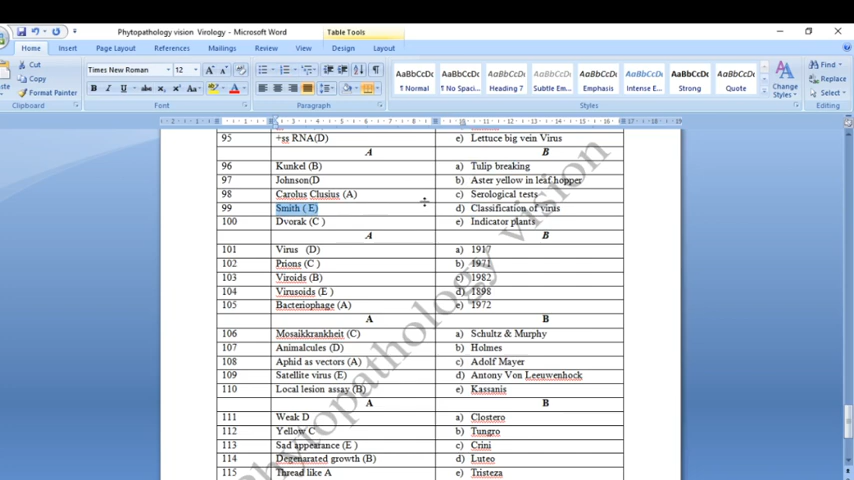 Phytopathology vision Virology - Microsoft Word
Table Tools
Home Insert Page Layout References Mailings Review View Design Layout
Cut
Copy
Format Painter
Clipboard
Times New Roman 12
Font
Paragraph
AaBbCcDc AaBbCcDc AaBbCcDc AaBbCcDc AaBbCcDc AaBbCcDc AaBbCcDc AaBbCcDc
¶ Normal ¶ No Spaci... Heading 7 Subtle Em... Emphasis Intense E... Strong Quote
Styles
Change Styles
Find
Replace
Select
Editing
95 +ss RNA(D) e) Lettuce big vein Virus
A B
96 Kunkel (B) a) Tulip breaking
97 Johnson(D b) Aster yellow in leaf hopper
98 Carolus Clusius (A) c) Serological tests
99 Smith ( E) d) Classification of virus
100 Dvorak (C ) e) Indicator plants
A B
101 Virus (D) a) 1917
102 Prions (C ) b) 1971
103 Viroids (B) c) 1982
104 Virusoids (E ) d) 1898
105 Bacteriophage (A) e) 1972
A B
106 Mosaikkrankheit (C) a) Schultz & Murphy
107 Animalcules (D) b) Holmes
108 Aphid as vectors (A) c) Adolf Mayer
109 Satellite virus (E) d) Antony Von Leeuwenhock
110 Local lesion assay (B) e) Kassanis
A B
111 Weak D a) Clostero
112 Yellow C b) Tungro
113 Sad appearance (E ) c) Crini
114 Degenarated growth (B) d) Luteo
115 Thread like A e) Tristeza
Phytopathology vision